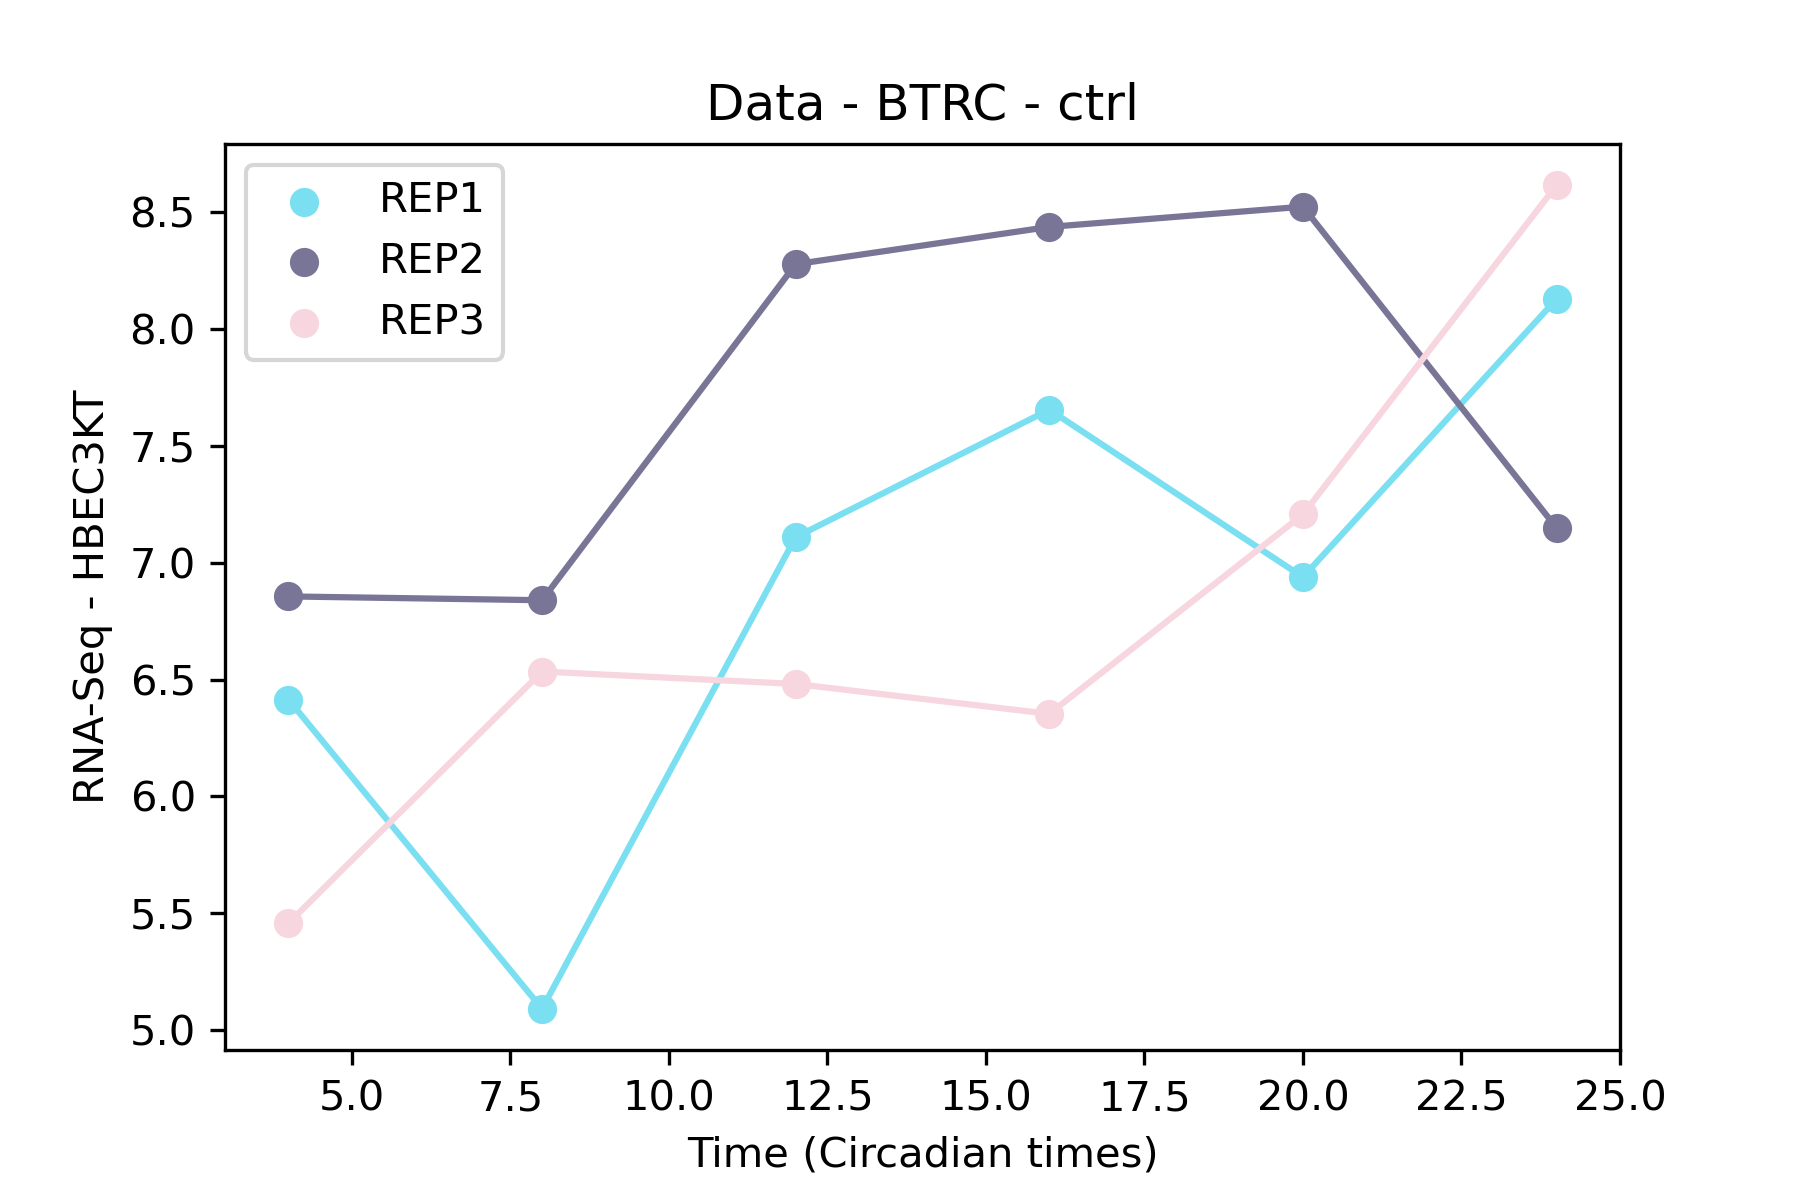 Data - BTRC - ctrl
REP1
REP2
REP3
RNA-Seq - HBEC3KT
8.5
8.0
7.5
7.0
6.5
6.0
5.5
5.0
5.0 7.5 10.0 12.5 15.0 17.5 20.0 22.5 25.0
Time (Circadian times)